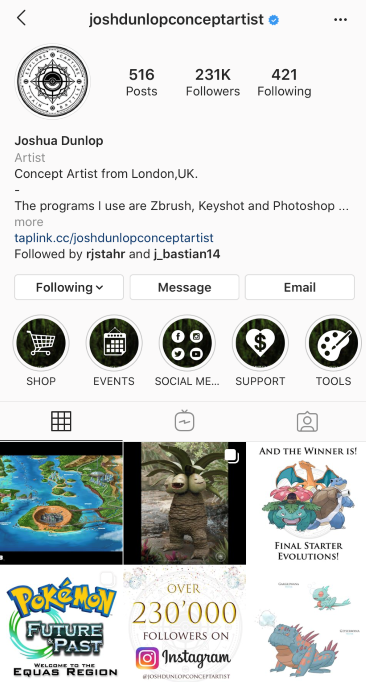 joshdunlopconceptartist
516 231K 421
Posts Followers Following
Joshua Dunlop
Artist
Concept Artist from London,UK.
-
The programs I use are Zbrush, Keyshot and Photoshop ...
more
taplink.cc/joshdunlopconceptartist
Followed by rjstahr and j_bastian14
Following Message Email
SHOP EVENTS SOCIAL ME... SUPPORT TOOLS
AND THE WINNER IS!
FINAL STARTER
EVOLUTIONS!
POKéMON
FUTURE
& PAST
WELCOME TO THE
EQUAS REGION
OVER
230'000
FOLLOWERS ON
Instagram
@JOSHDUNLOPCONCEPTARTIST